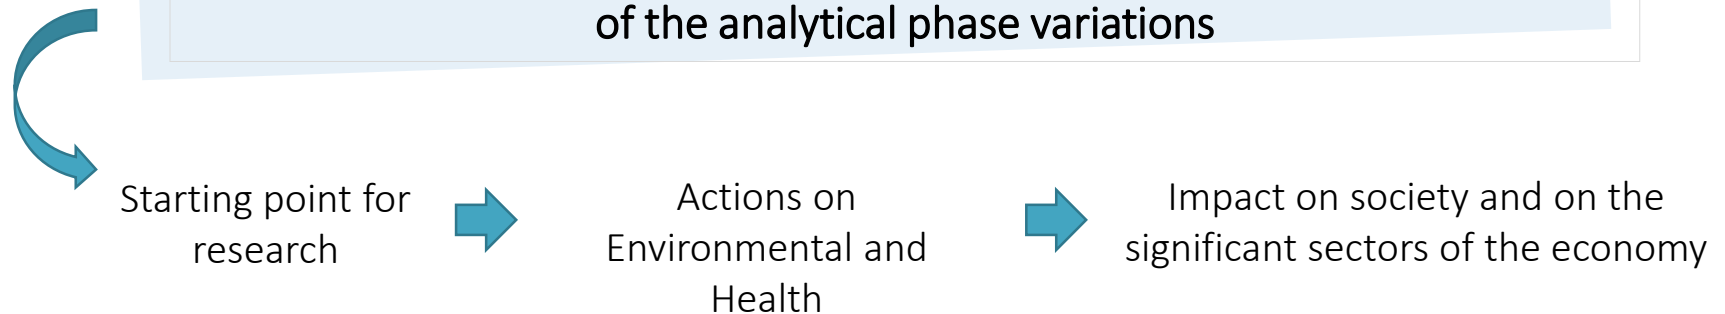 of the analytical phase variations
Starting point for
research
Actions on
Environmental and
Health
Impact on society and on the
significant sectors of the economy